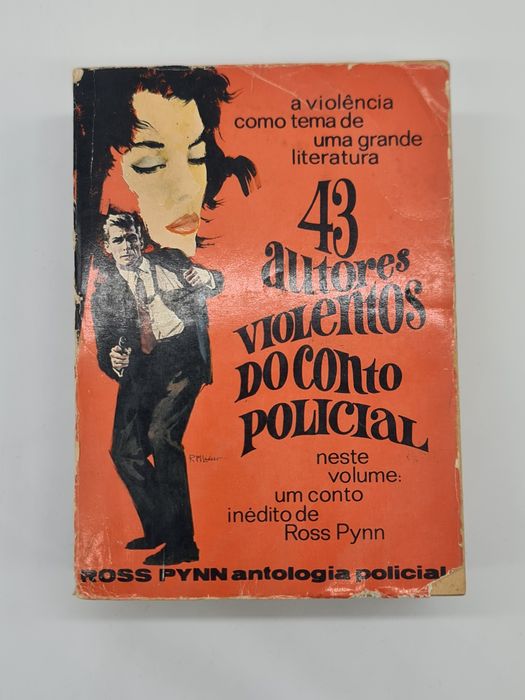 a violência
como tema de
uma grande
literatura
43
autores
VIOLENTOS
DO CONTO
POLICIAL
neste
volume:
um conto
inédito de
Ross Pynn
ROSS PYNN antologia policial